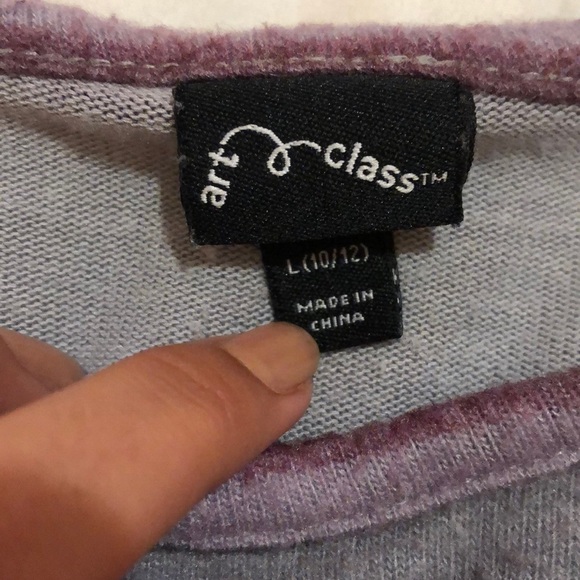 art class™
L (10/12)
MADE IN
CHINA